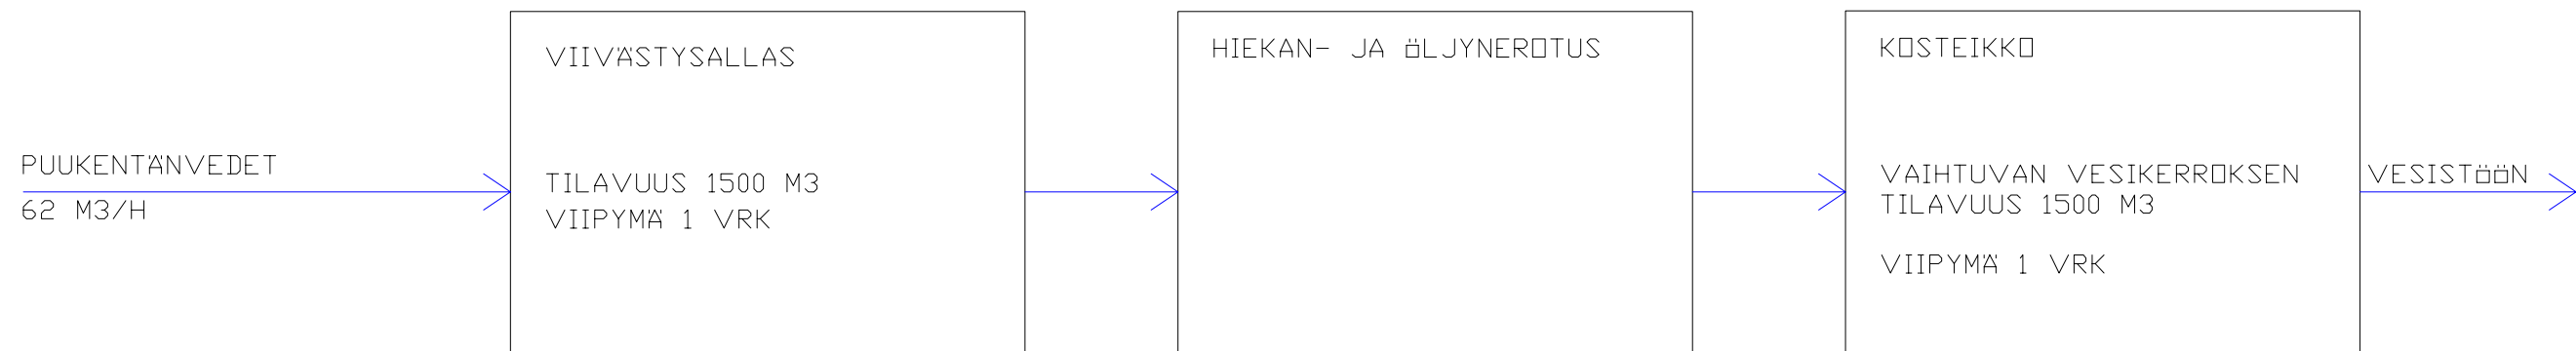 PUUKENTÄNVEDET
62 M3/H
VIIVÄSTYSALLAS
TILAVUUS 1500 M3
VIIPYMÄ 1 VRK
HIEKAN- JA ÖLJYNEROTUS
KOSTEIKKO
VAIHTUVAN VESIKERROKSEN
TILAVUUS 1500 M3
VIIPYMÄ 1 VRK
VESISTÖÖN